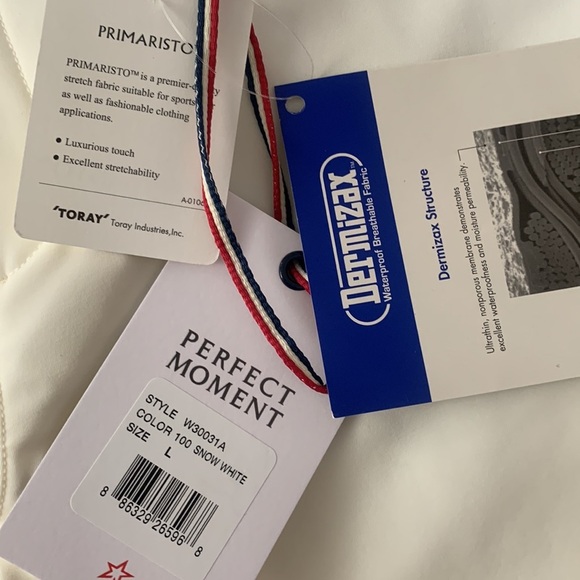 PRIMARISTO
PRIMARISTO™ is a premier-
stretch fabric suitable for sports
as well as fashionable clothing
applications.
• Luxurious touch
• Excellent stretchability
A-010
"TORAY" Toray Industries, Inc.
Dermizax™
Waterproof Breathable Fabric
Dermizax Structure
Ultrathin, nonporous membrane demonstrates
excellent waterproofness and moisture permeability.
PERFECT
MOMENT
STYLE W30031A
COLOR 100 SNOW WHITE
SIZE L
8 86329 26596 8